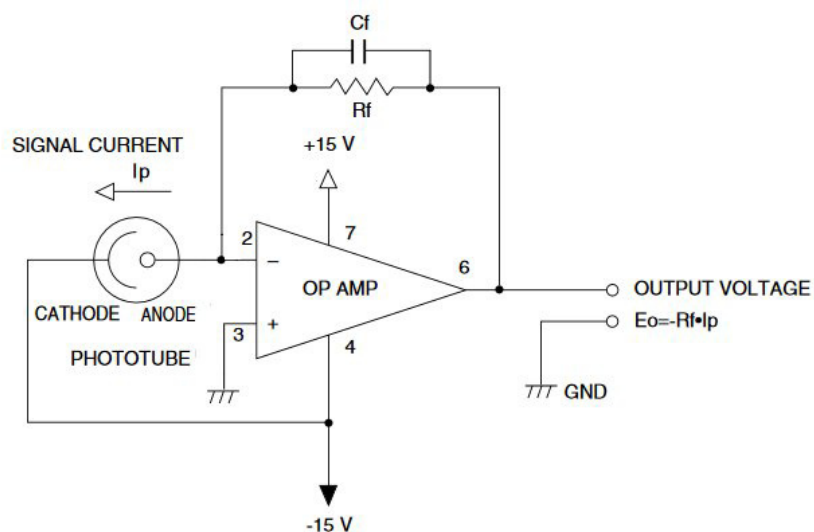 Cf
Rf
SIGNAL CURRENT
Ip
+15 V
7
2
−
OP AMP
6
OUTPUT VOLTAGE
CATHODE
ANODE
3
+
Eo=-Rf•Ip
PHOTOTUBE
4
GND
-15 V